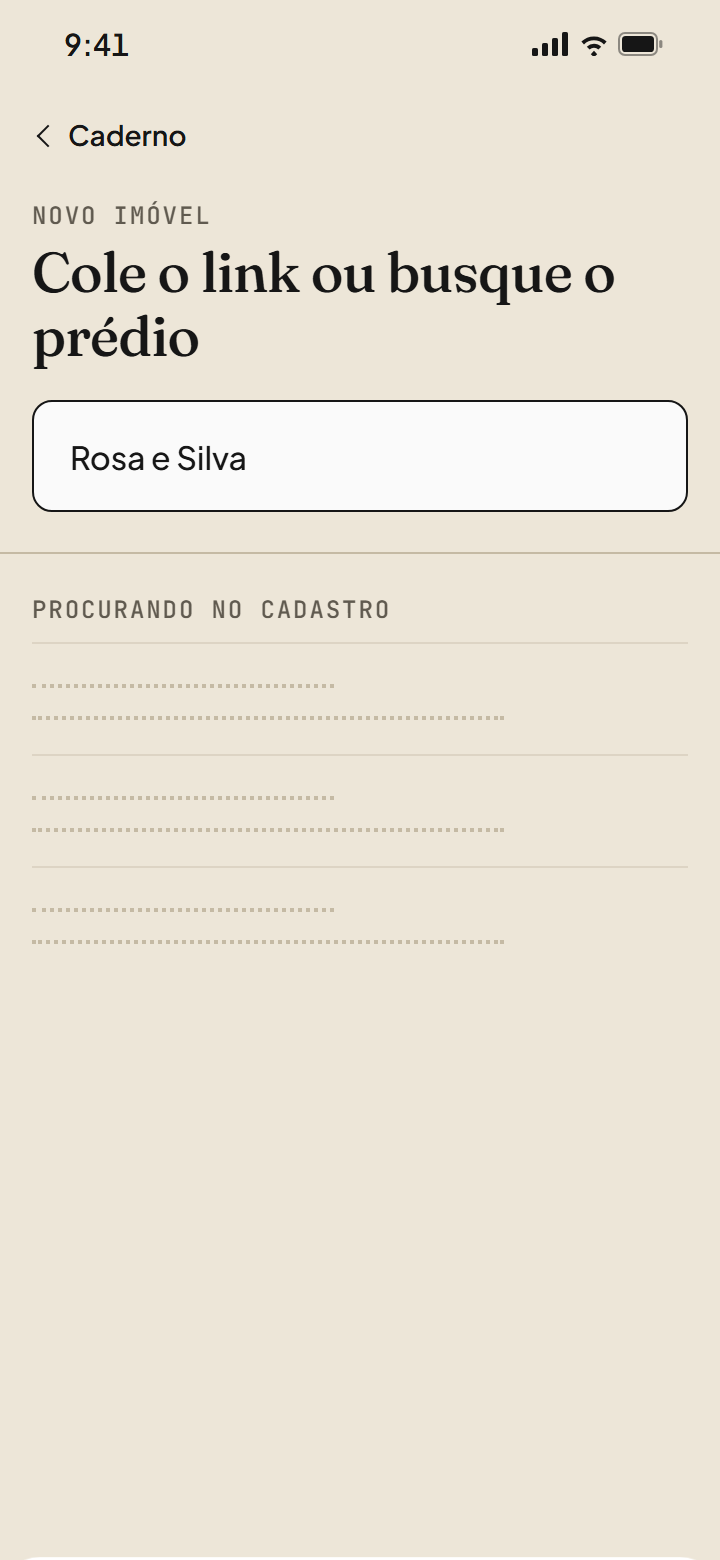 9:41
Caderno
NOVO IMÓVEL
Cole o link ou busque o
prédio
Rosa e Silva
PROCURANDO NO CADASTRO